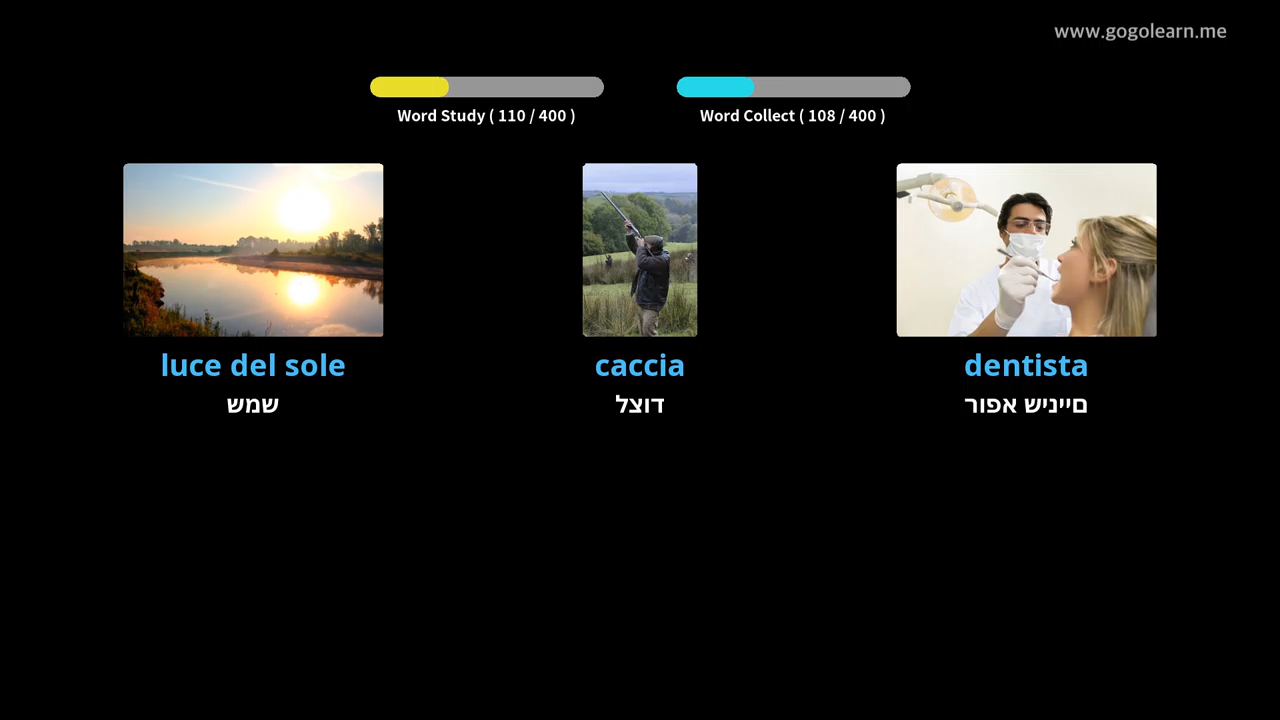 www.gogolearn.me
Word Study ( 110 / 400 )
Word Collect ( 108 / 400 )
luce del sole
שמש
caccia
דוצל
dentista
םייניש אפור